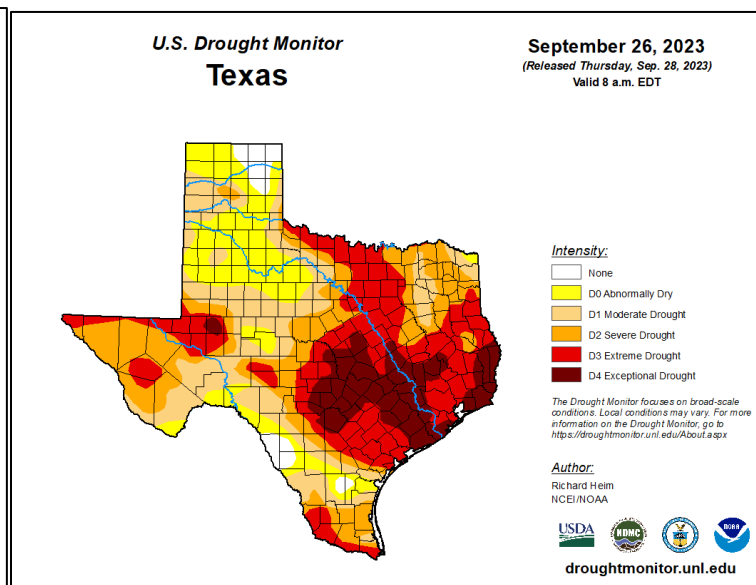 U.S. Drought Monitor
Texas
September 26, 2023
(Released Thursday, Sep. 28, 2023)
Valid 8 a.m. EDT
Intensity:
None
D0 Abnormally Dry
D1 Moderate Drought
D2 Severe Drought
D3 Extreme Drought
D4 Exceptional Drought
The Drought Monitor focuses on broad-scale
conditions. Local conditions may vary. For more
information on the Drought Monitor, go to
https://droughtmonitor.unl.edu/About.aspx
Author:
Richard Heim
NCEI/NOAA
USDA
NDMC
NOAA
droughtmonitor.unl.edu